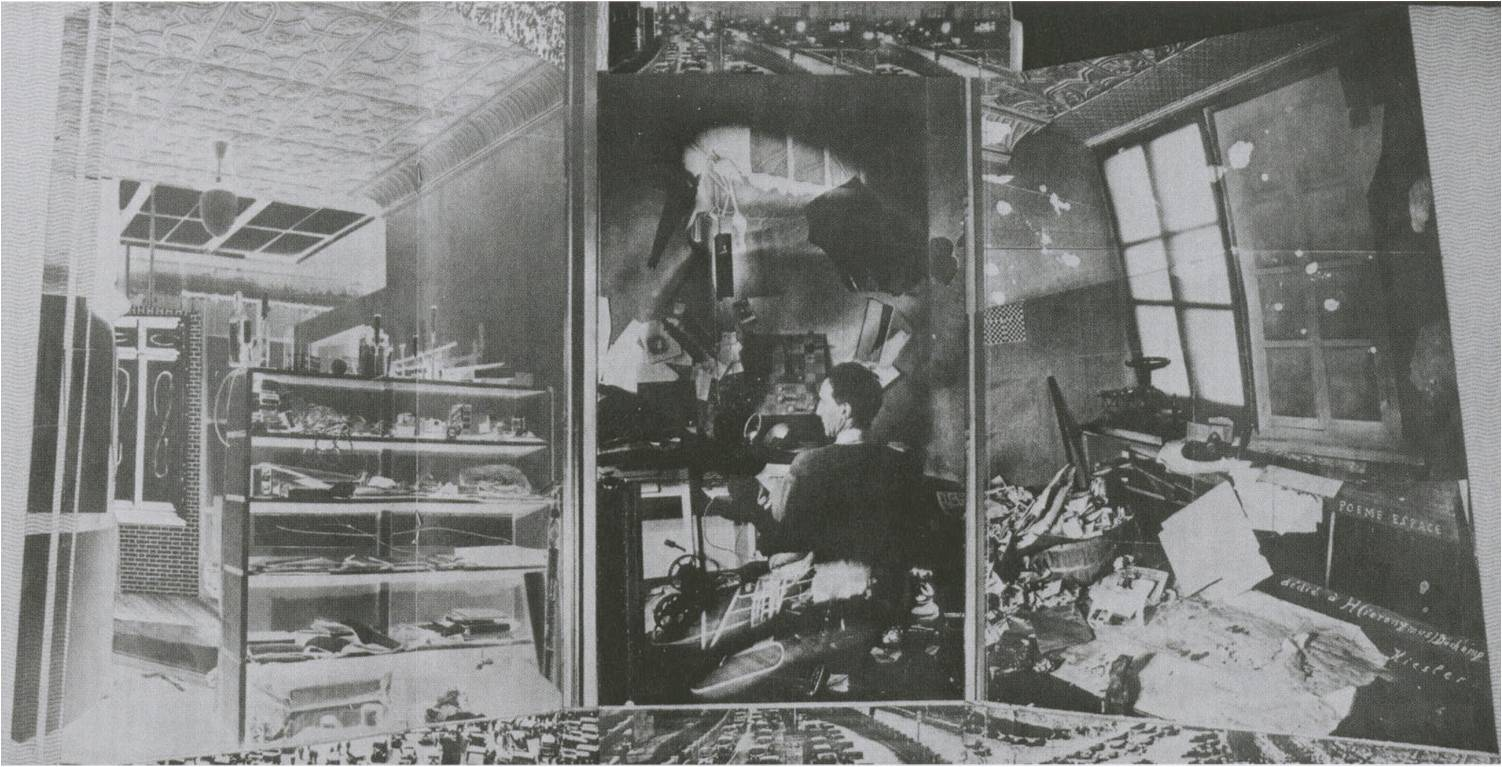 POEME ESPACE
dédié à H(ieronymus)Duchamp
Kiesler